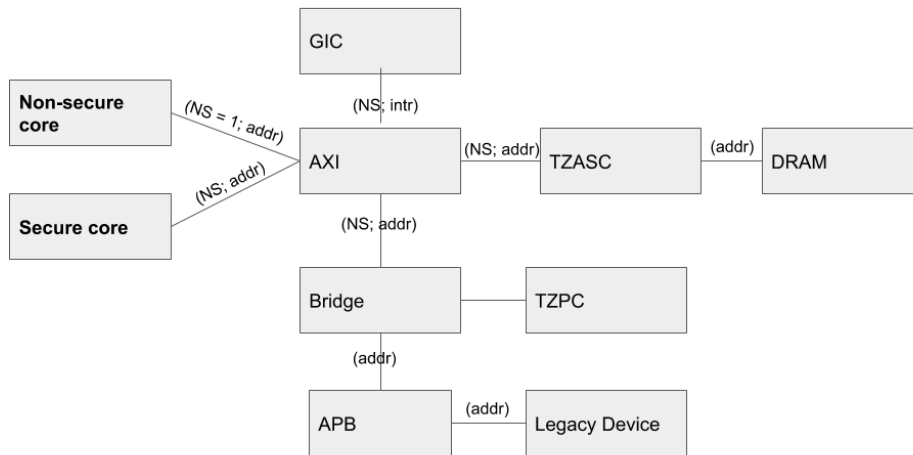 GIC
Non-secure
core
(NS = 1; addr)
(NS; intr)
AXI
(NS; addr)
TZASC
(addr)
DRAM
(NS; addr)
Secure core
(NS; addr)
Bridge
TZPC
(addr)
APB
(addr)
Legacy Device